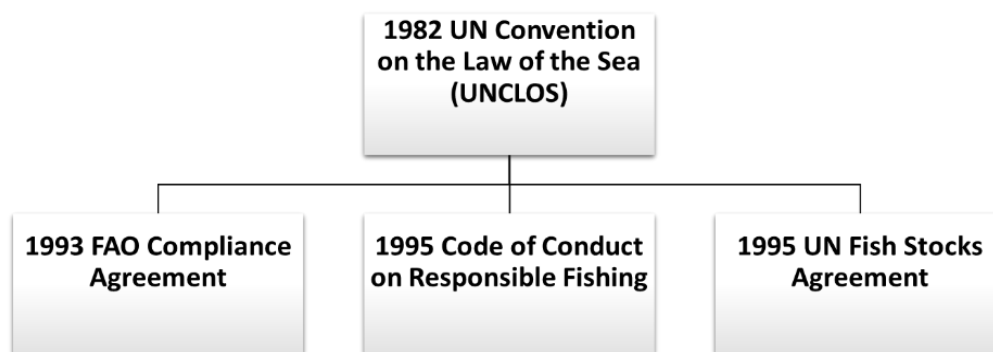 1982 UN Convention
on the Law of the Sea
(UNCLOS)
1993 FAO Compliance
Agreement
1995 Code of Conduct
on Responsible Fishing
1995 UN Fish Stocks
Agreement